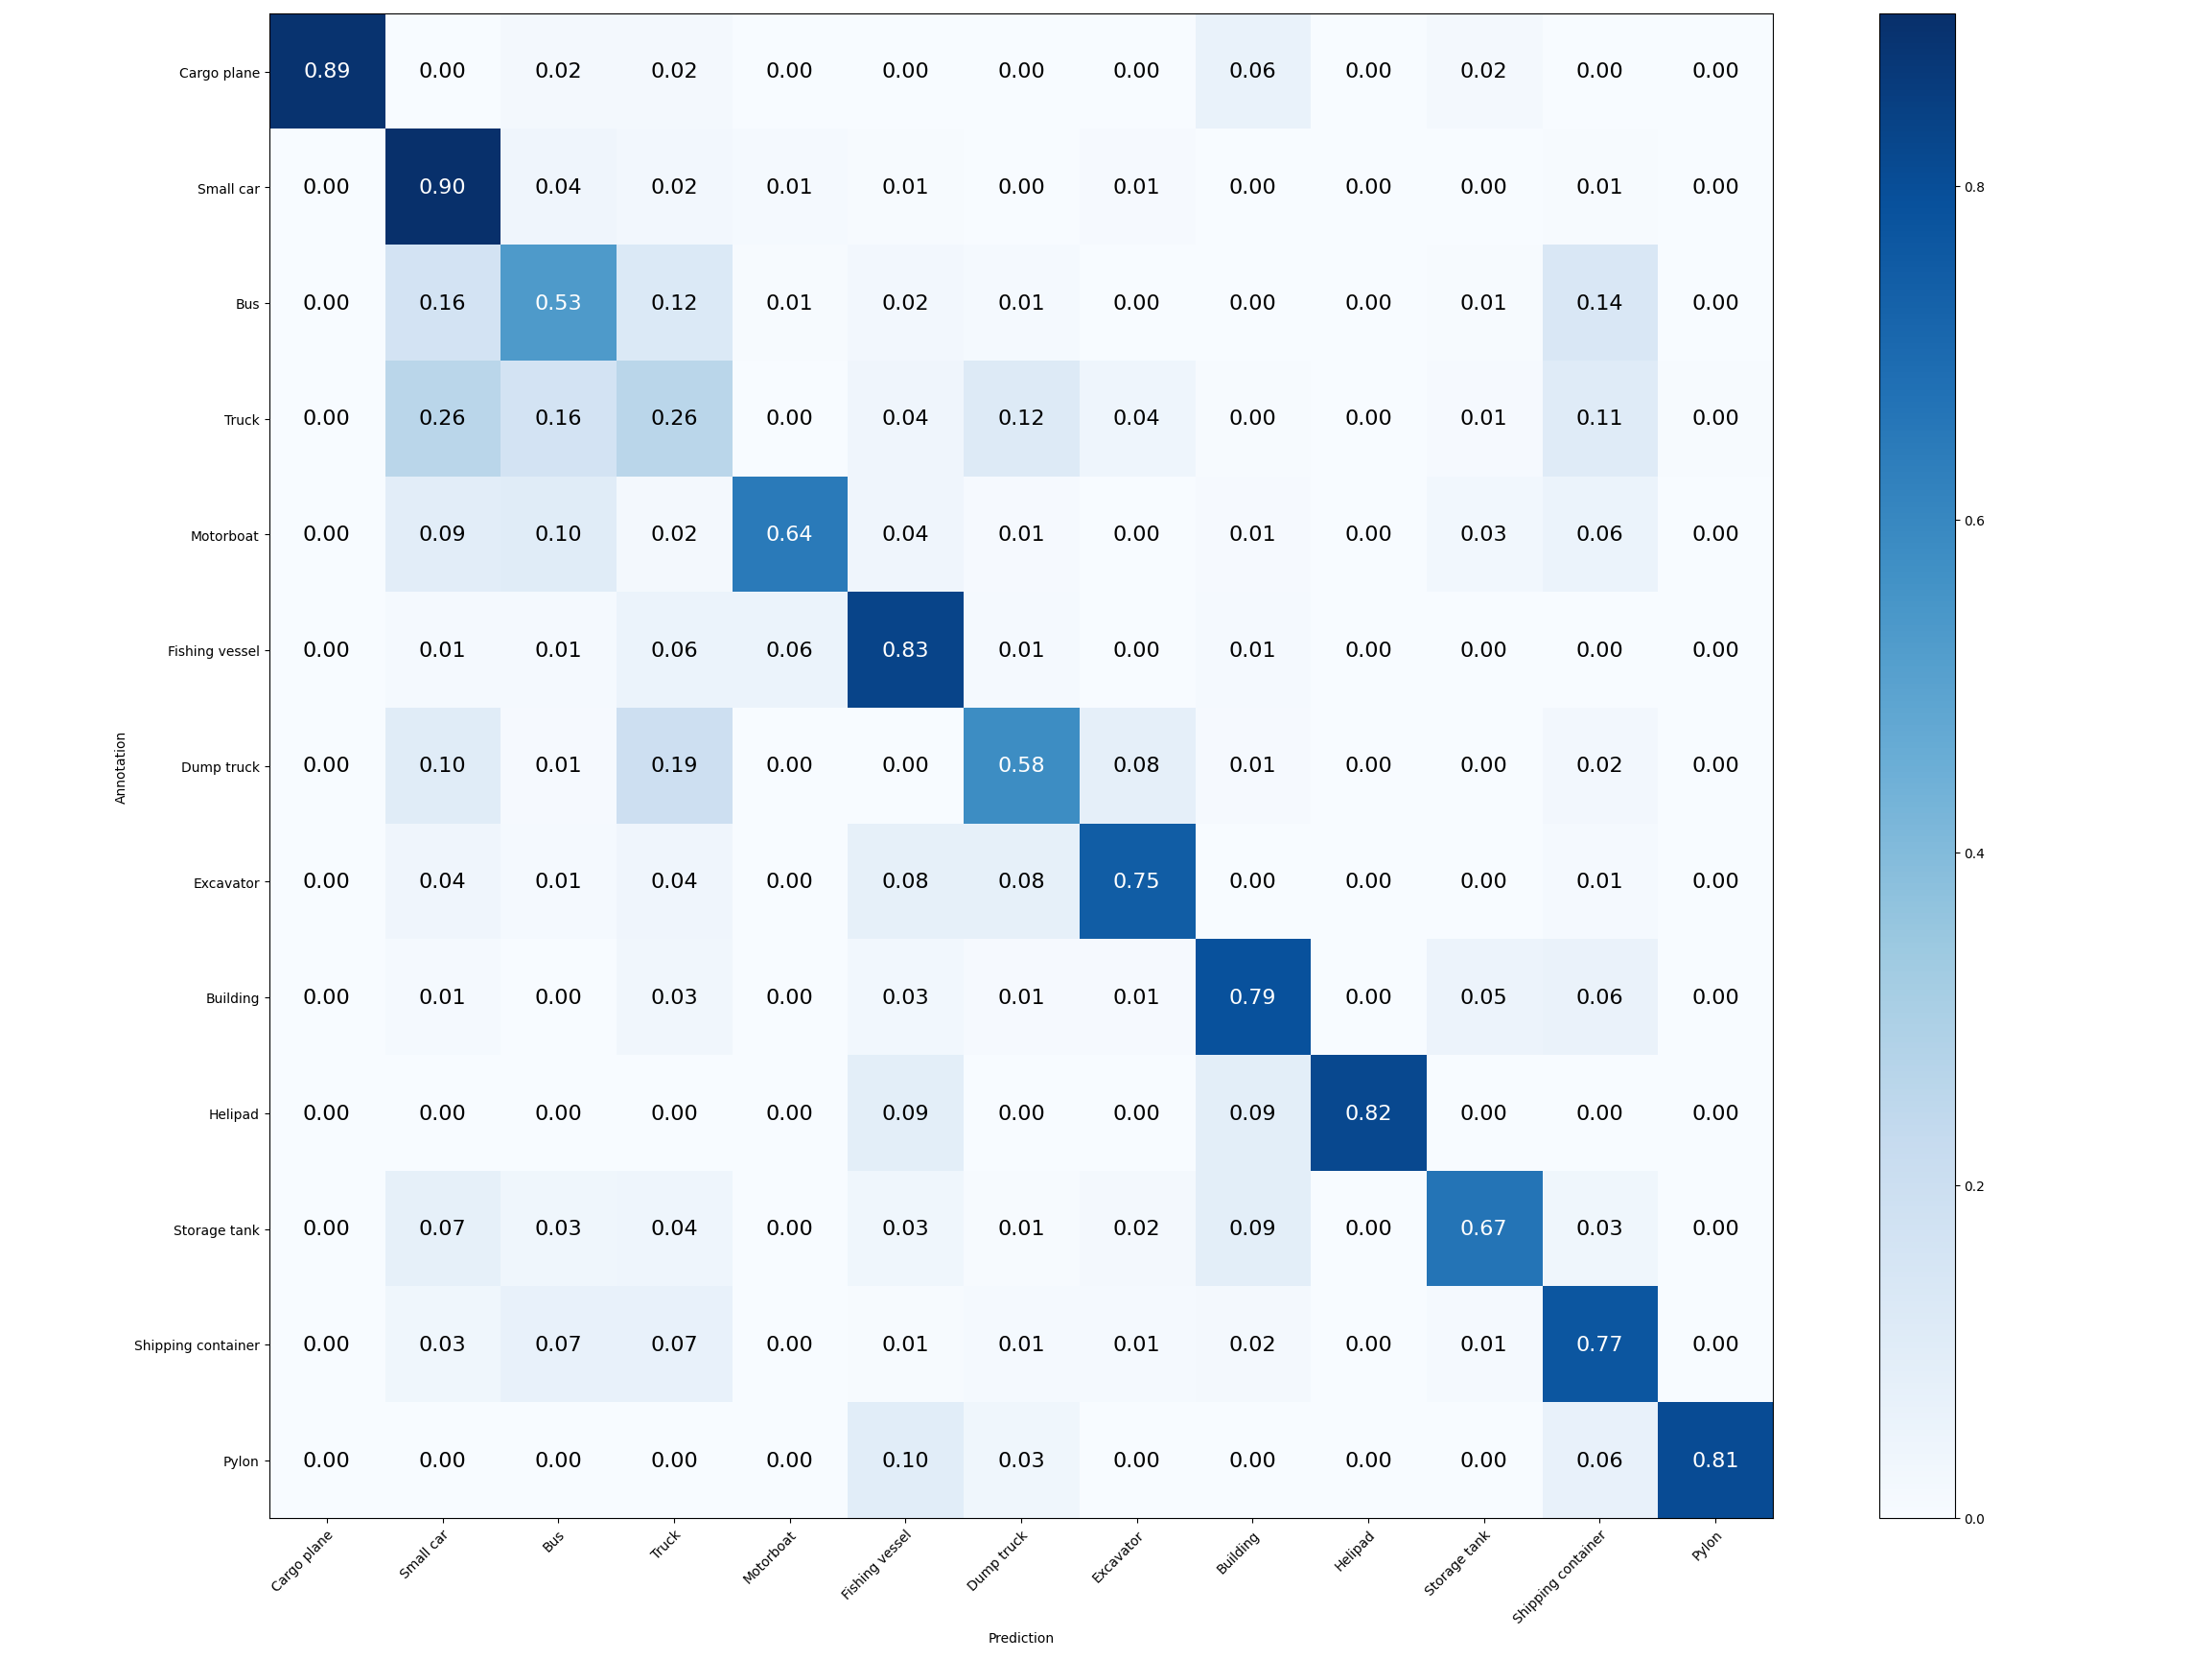 Cargo plane 0.89 0.00 0.02 0.02 0.00 0.00 0.00 0.00 0.06 0.00 0.02 0.00 0.00
Small car 0.00 0.90 0.04 0.02 0.01 0.01 0.00 0.01 0.00 0.00 0.00 0.01 0.00
0.8
Bus 0.00 0.16 0.53 0.12 0.01 0.02 0.01 0.00 0.00 0.00 0.01 0.14 0.00
Truck 0.00 0.26 0.16 0.26 0.00 0.04 0.12 0.04 0.00 0.00 0.01 0.11 0.00
0.6
Motorboat 0.00 0.09 0.10 0.02 0.64 0.04 0.01 0.00 0.01 0.00 0.03 0.06 0.00
Fishing vessel 0.00 0.01 0.01 0.06 0.06 0.83 0.01 0.00 0.01 0.00 0.00 0.00 0.00
Annotation
Dump truck 0.00 0.10 0.01 0.19 0.00 0.00 0.58 0.08 0.01 0.00 0.00 0.02 0.00
0.4
Excavator 0.00 0.04 0.01 0.04 0.00 0.08 0.08 0.75 0.00 0.00 0.00 0.01 0.00
Building 0.00 0.01 0.00 0.03 0.00 0.03 0.01 0.01 0.79 0.00 0.05 0.06 0.00
Helipad 0.00 0.00 0.00 0.00 0.00 0.09 0.00 0.00 0.09 0.82 0.00 0.00 0.00
0.2
Storage tank 0.00 0.07 0.03 0.04 0.00 0.03 0.01 0.02 0.09 0.00 0.67 0.03 0.00
Shipping container 0.00 0.03 0.07 0.07 0.00 0.01 0.01 0.01 0.02 0.00 0.01 0.77 0.00
Pylon 0.00 0.00 0.00 0.00 0.00 0.10 0.03 0.00 0.00 0.00 0.00 0.06 0.81
0.0
Cargo plane Small car Bus Truck Motorboat Fishing vessel Dump truck Excavator Building Helipad Storage tank Shipping container Pylon
Prediction